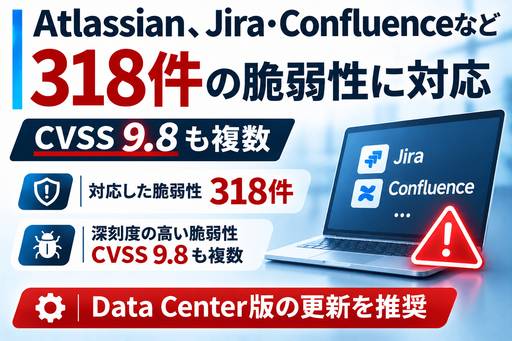 Atlassian、Jira・Confluenceなど
318件の脆弱性に対応
CVSS 9.8 も複数
対応した脆弱性 318件
深刻度の高い脆弱性
CVSS 9.8 も複数
Jira
Confluence
...
Data Center版の更新を推奨